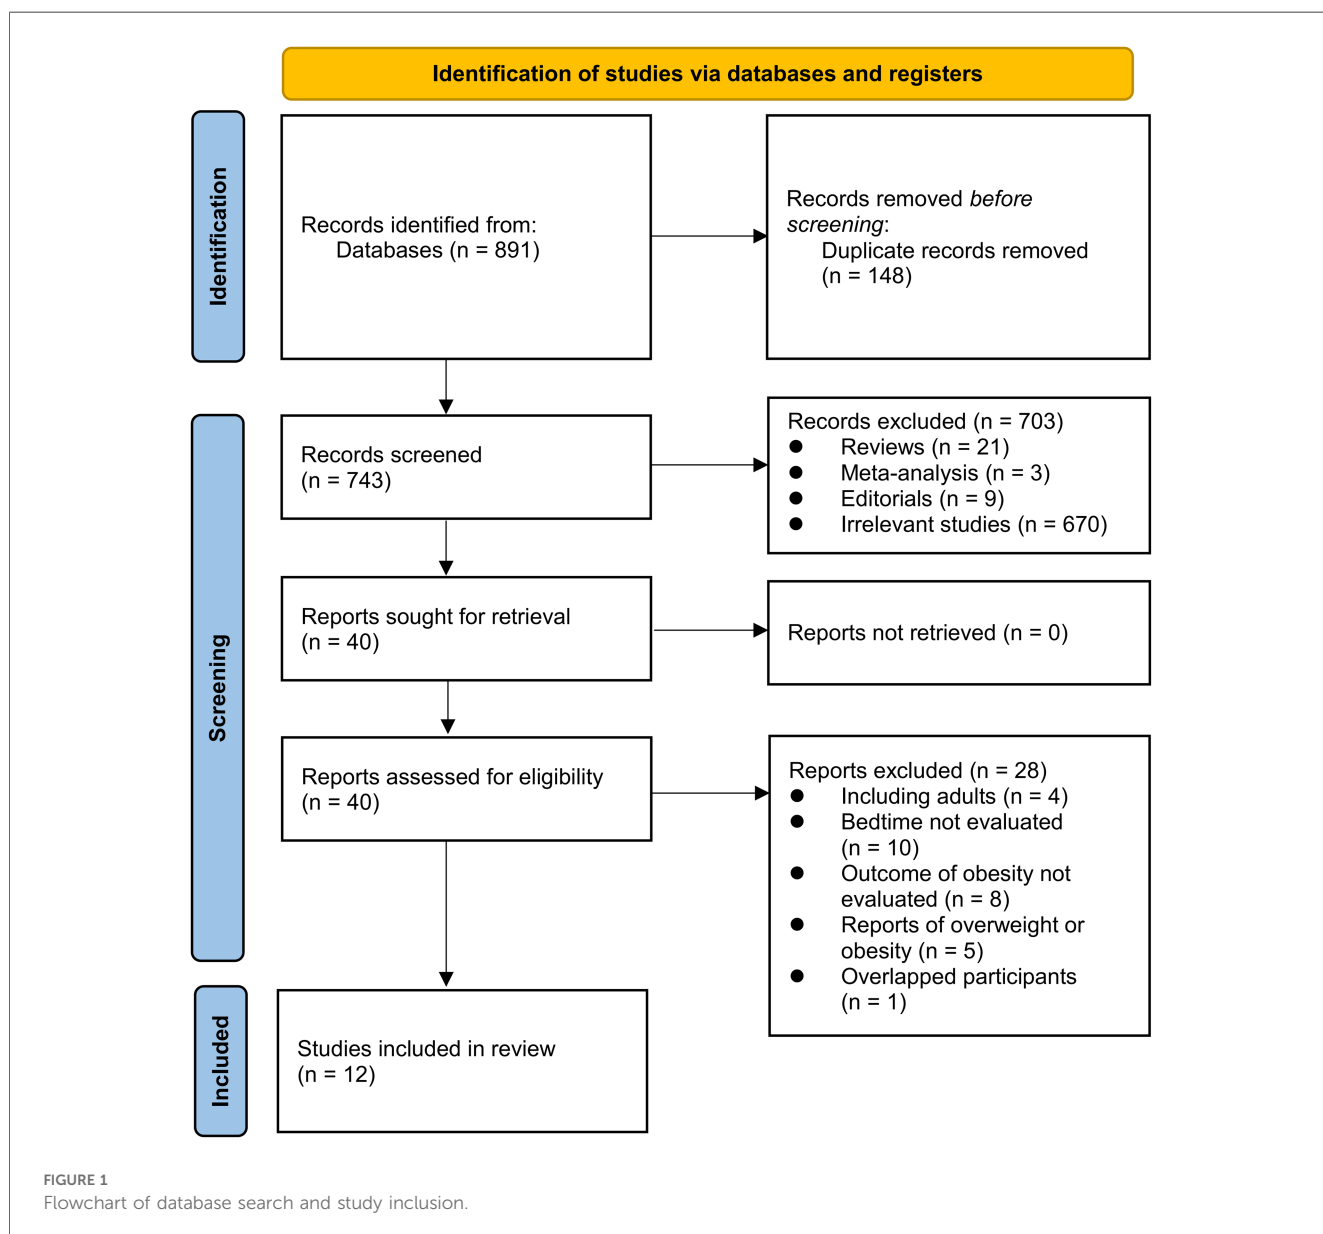 Identification of studies via databases and registers
Identification
Records identified from:
Databases (n = 891)
Records removed before
screening:
Duplicate records removed
(n = 148)
Screening
Records screened
(n = 743)
Records excluded (n = 703)
● Reviews (n = 21)
● Meta-analysis (n = 3)
● Editorials (n = 9)
● Irrelevant studies (n = 670)
Reports sought for retrieval
(n = 40)
Reports not retrieved (n = 0)
Reports assessed for eligibility
(n = 40)
Reports excluded (n = 28)
● Including adults (n = 4)
● Bedtime not evaluated
(n = 10)
● Outcome of obesity not
evaluated (n = 8)
● Reports of overweight or
obesity (n = 5)
● Overlapped participants
(n = 1)
Included
Studies included in review
(n = 12)
FIGURE 1
Flowchart of database search and study inclusion.